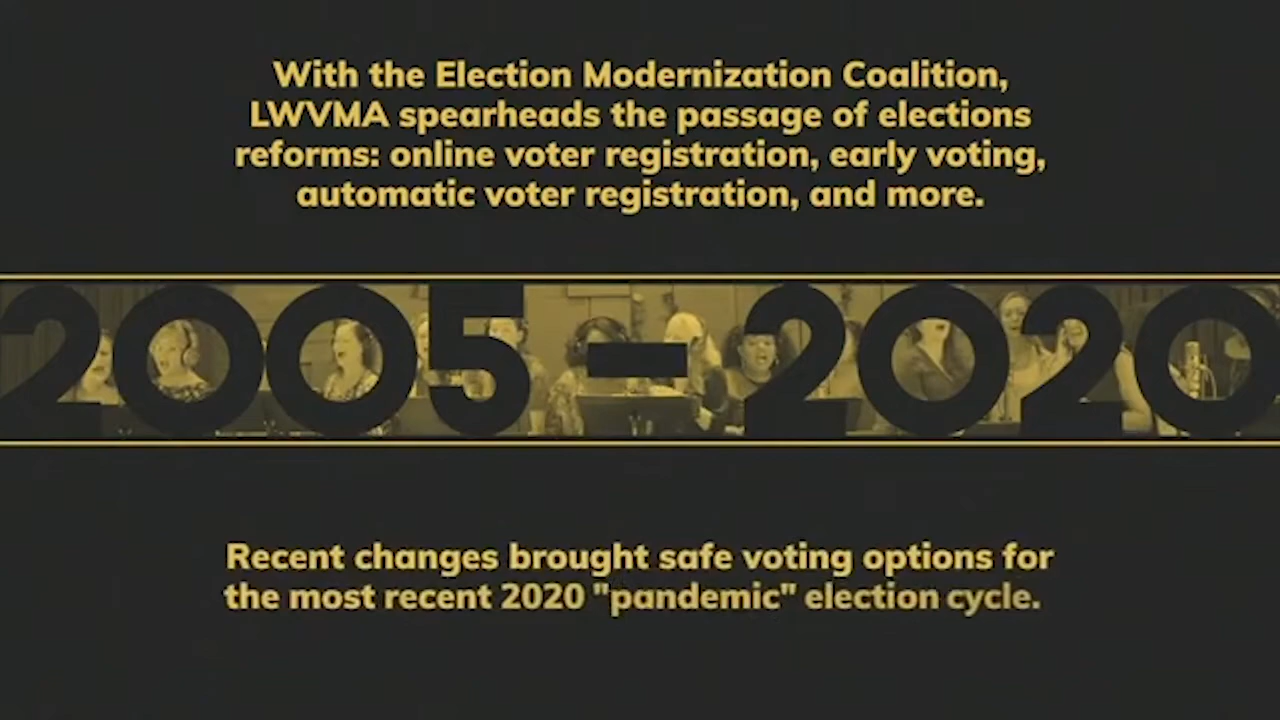 With the Election Modernization Coalition,
LWVMA spearheads the passage of elections
reforms: online voter registration, early voting,
automatic voter registration, and more.
2005-2020
Recent changes brought safe voting options for
the most recent 2020 "pandemic" election cycle.